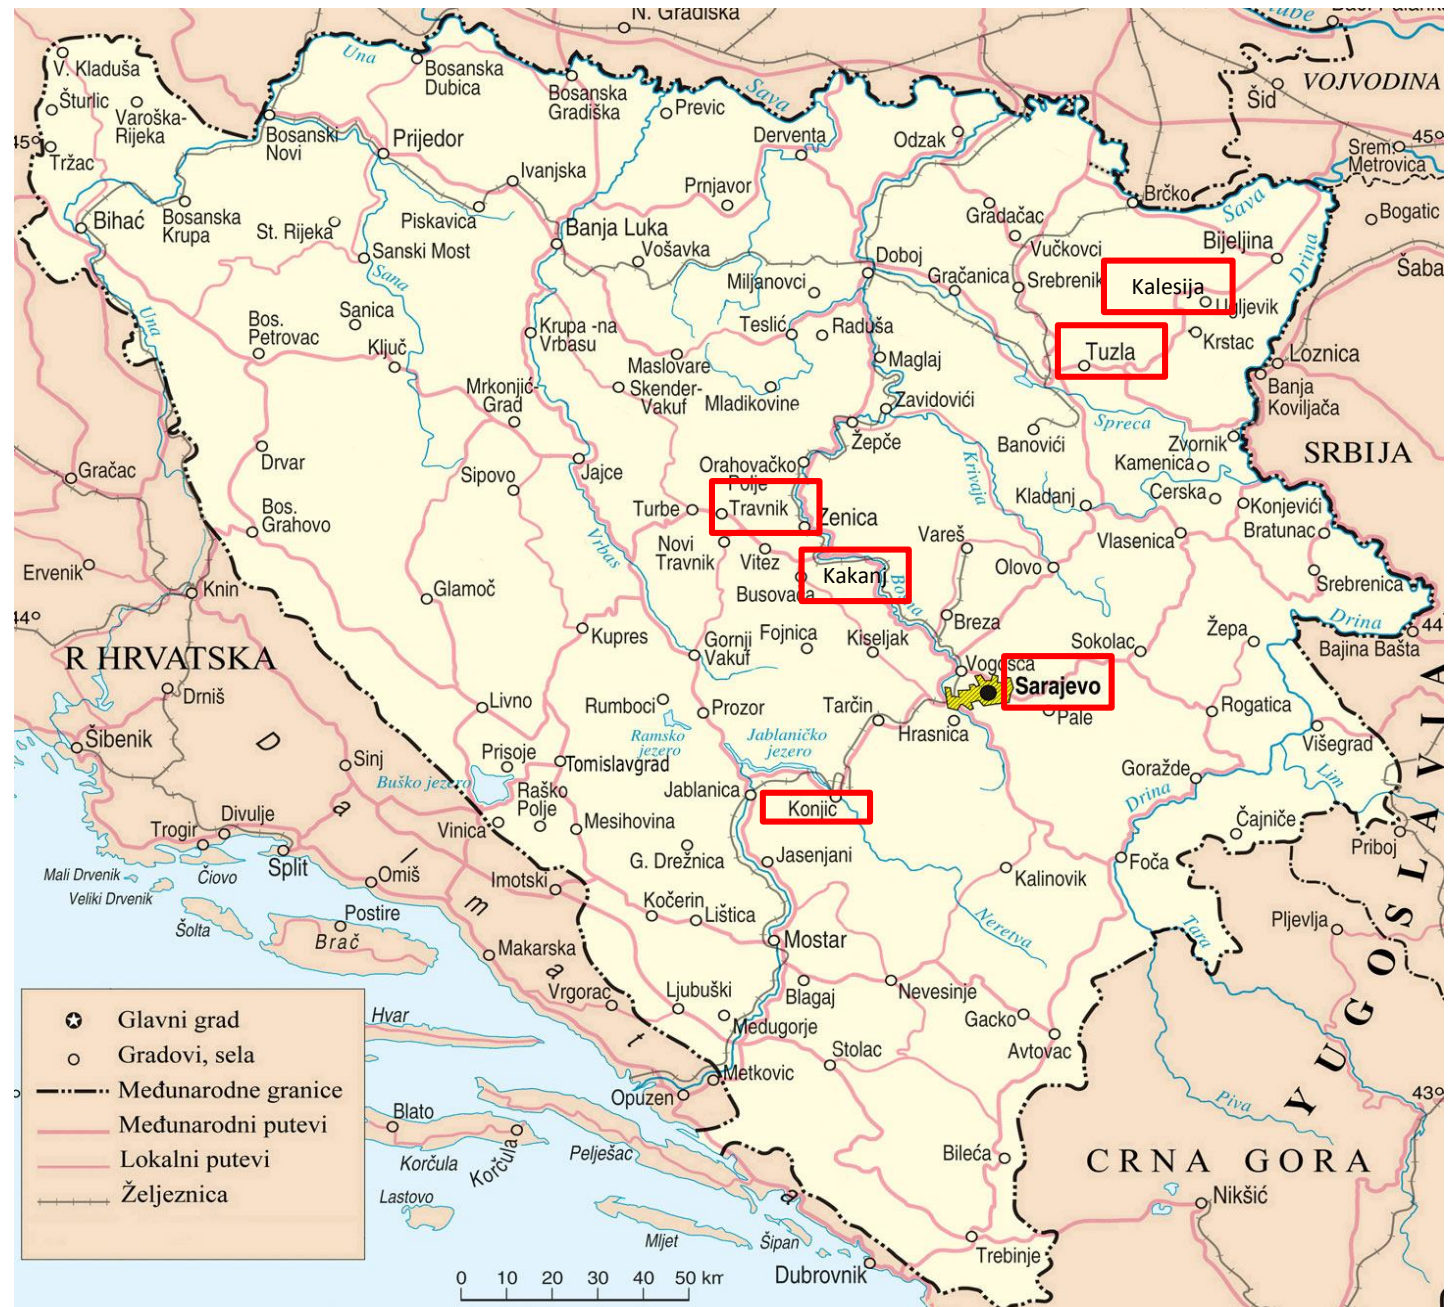 N. Gradiška
V. Kladuša
Una
Bosanska
Dubica
Bosanska
Gradiška
Previc
Sava
Šid
VOJVODINA
Šturlic
Varoška-
Rijeka
45°
Tržac
Bosanski
Novi
Prijedor
Derventa
Odzak
45°
Srem.
Metrovica
Ivanjska
Prnjavor
Brčko
Bihać
Bosanska
Krupa
St. Rijeka
Piskavica
Banja Luka
Gradačac
Sava
Bogatic
Sanski Most
Vošavka
Vučkovci
Bijeljina
Drina
Sana
Doboj
Miljanovci
Gračanica
Srebrenik
Kalesija
Ugljevik
Una
Sanica
Bos.
Petrovac
Ključ
Krupa -na
Vrbasu
Teslić
Raduša
Tuzla
Krstac
Maslovare
Maglaj
Loznica
Skender-
Vakuf
Mladikovine
Mrkonjić-
Grad
Zavidovići
Banja
Koviljača
Žepče
Banovići
Spreca
Zvornik
SRBIJA
Gračac
Drvar
Sipovo
Jajce
Orahovačko
Polje
Krivaja
Kamenica
Cerska
Kladanj
Konjevići
Bratunac
Bos.
Grahovo
Turbe
Travnik
Zenica
Vareš
Vlasenica
Vrbas
Novi
Travnik
Vitez
Kakanj
Busovača
Bosna
Olovo
Srebrenica
Ervenik
Knin
Glamoč
44°
Kupres
Gornji
Vakuf
Fojnica
Kiseljak
Breza
Sokolac
Žepa
Drina
44
Bajina Bašta
R HRVATSKA
Vogosca
Sarajevo
Drniš
Livno
Rumboci
Prozor
Tarčin
Hrasnica
Pale
Rogatica
Šibenik
Sinj
Prisoje
Ramsko
jezero
Jablaničko
jezero
Višegrad
Tomislavgrad
Buško jezero
Raško
Polje
Jablanica
Konjic
Goražde
Drina
Lim
Divulje
Trogir
Vinica
Mesihovina
Čajniče
Priboj
Split
Čiovo
Mali Drvenik
Veliki Drvenik
Omiš
Imotski
G. Drežnica
Jasenjani
Kalinovik
Foča
Šolta
Postire
Brač
Kočerin
Lištica
Neretva
Tara
Pljevlja
Makarska
Mostar
Vrgorac
Ljubuški
Blagaj
Nevesinje
Gacko
Hvar
Međugorje
Avtovac
Stolac
Dalmatia
YUGOSLAVIJA
Metkovic
Opuzen
43°
Piva
Blato
Korčula
Korčula
Pelješac
Bileća
CRNA GORA
Nikšić
Lastovo
Mljet
Šipan
Trebinje
Dubrovnik
Glavni grad
Gradovi, sela
Međunarodne granice
Međunarodni putevi
Lokalni putevi
Željeznica
0 10 20 30 40 50 km